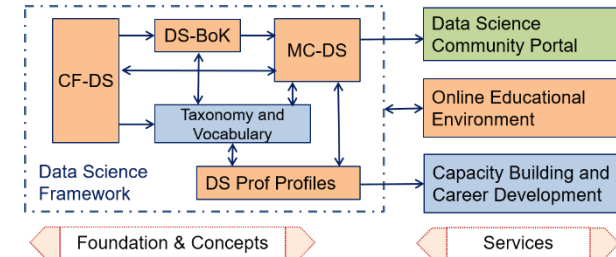 DS-BoK
MC-DS
CF-DS
Taxonomy and
Vocabulary
DS Prof Profiles
Data Science
Framework
Data Science
Community Portal
Online Educational
Environment
Capacity Building and
Career Development
Foundation & Concepts
Services